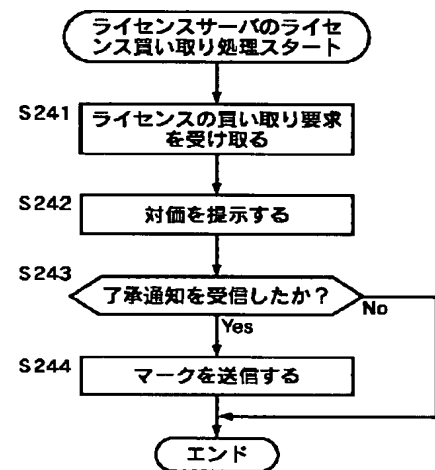 ライセンスサーバのライセ
ンス買い取り処理スタート
S241
ライセンスの買い取り要求
を受け取る
S242
対価を提示する
S243
了承通知を受信したか？
No
Yes
S244
マークを送信する
エンド